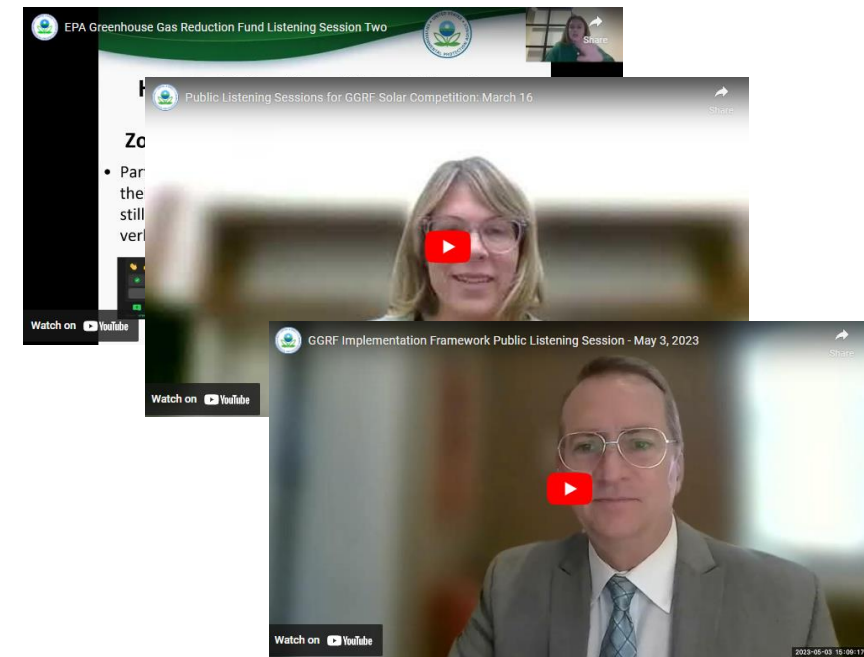 EPA Greenhouse Gas Reduction Fund Listening Session Two
Share
H
Zo
• Par
the
still
Watch on YouTube
Public Listening Sessions for GGRF Solar Competition: March 16
Share
Watch on YouTube
GGRF Implementation Framework Public Listening Session - May 3, 2023
Share
Watch on YouTube
2023-05-03 15:09:17